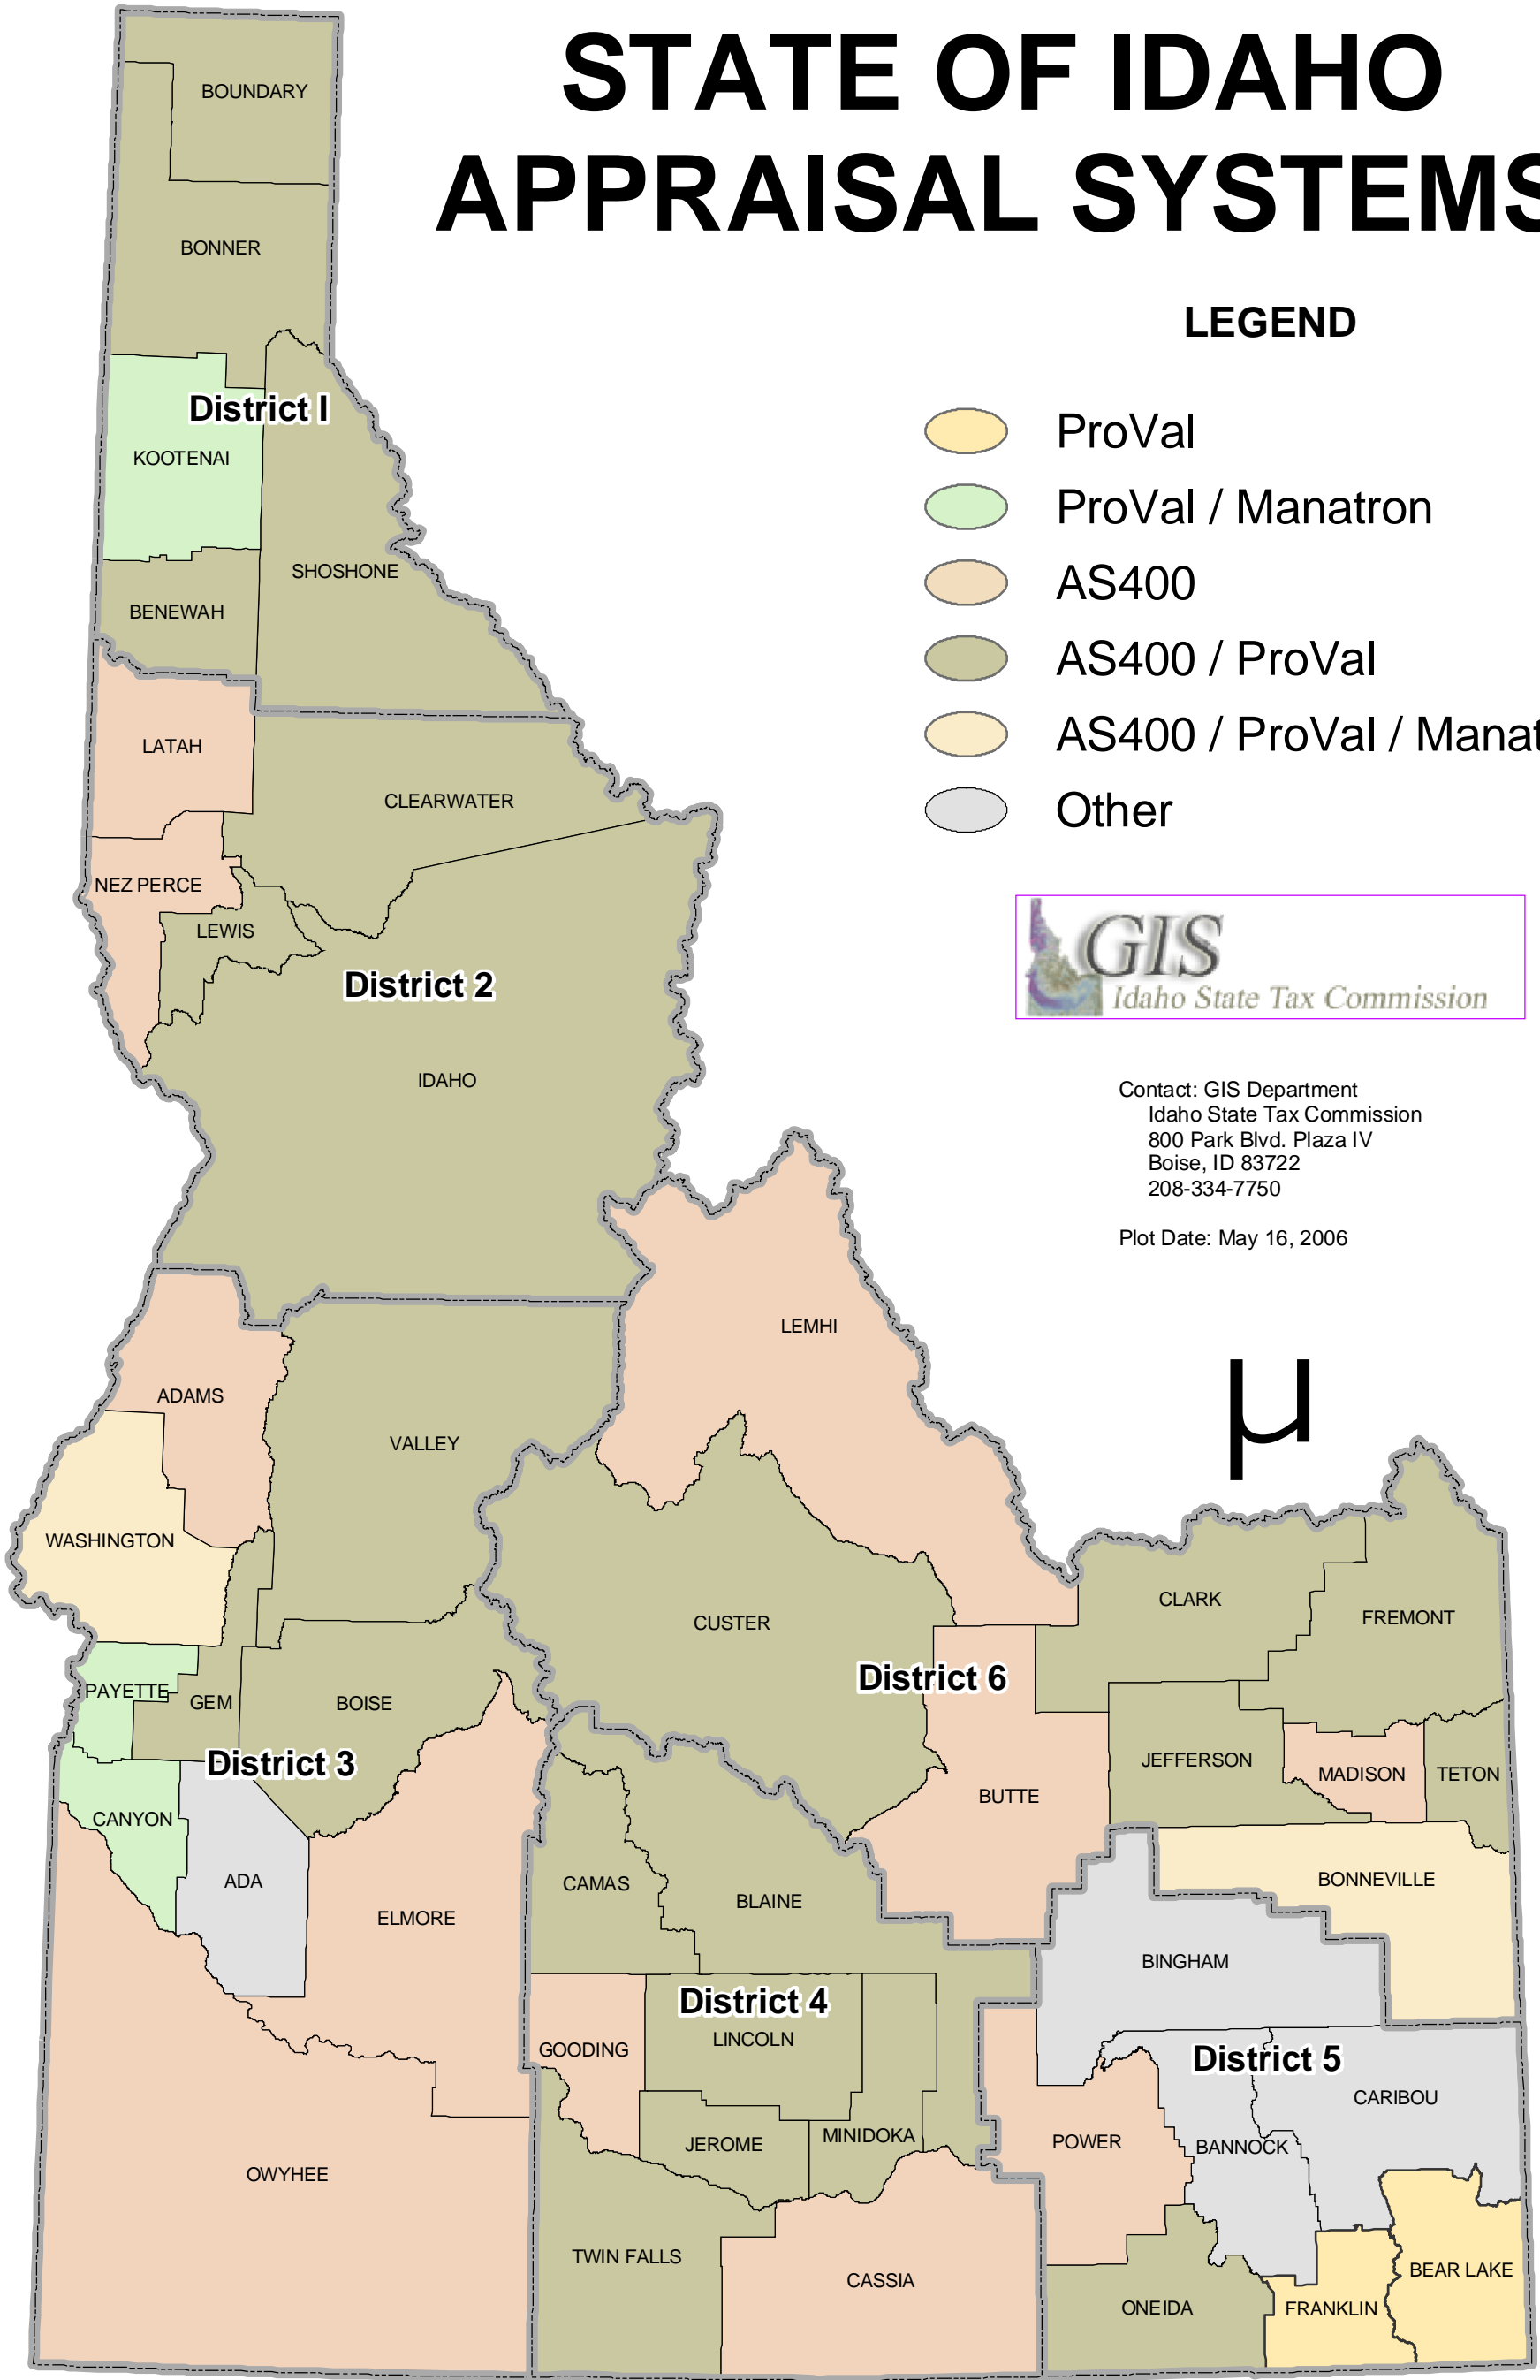 STATE OF IDAHO
APPRAISAL SYSTEMS
LEGEND
ProVal
ProVal / Manatron
AS400
AS400 / ProVal
AS400 / ProVal / Manat
Other
GIS
Idaho State Tax Commission
Contact: GIS Department
Idaho State Tax Commission
800 Park Blvd. Plaza IV
Boise, ID 83722
208-334-7750
Plot Date: May 16, 2006
µ
BOUNDARY
BONNER
District I
KOOTENAI
SHOSHONE
BENEWAH
LATAH
CLEARWATER
NEZ PERCE
LEWIS
District 2
IDAHO
LEMHI
ADAMS
VALLEY
WASHINGTON
CUSTER
CLARK
FREMONT
District 6
PAYETTE
GEM
BOISE
District 3
JEFFERSON
MADISON
TETON
BUTTE
CANYON
ADA
ELMORE
CAMAS
BLAINE
BONNEVILLE
BINGHAM
District 4
LINCOLN
GOODING
District 5
CARIBOU
JEROME
MINIDOKA
POWER
BANNOCK
OWYHEE
TWIN FALLS
CASSIA
ONEIDA
FRANKLIN
BEAR LAKE